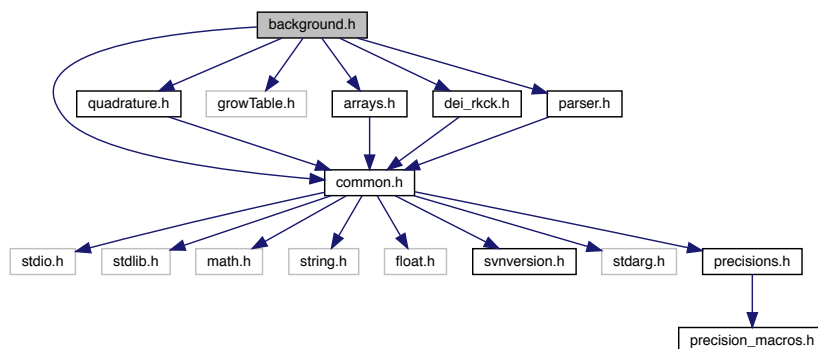 background.h
quadrature.h
growTable.h
arrays.h
dei_rkck.h
parser.h
common.h
stdio.h
stdlib.h
math.h
string.h
float.h
svnversion.h
stdarg.h
precisions.h
precision_macros.h